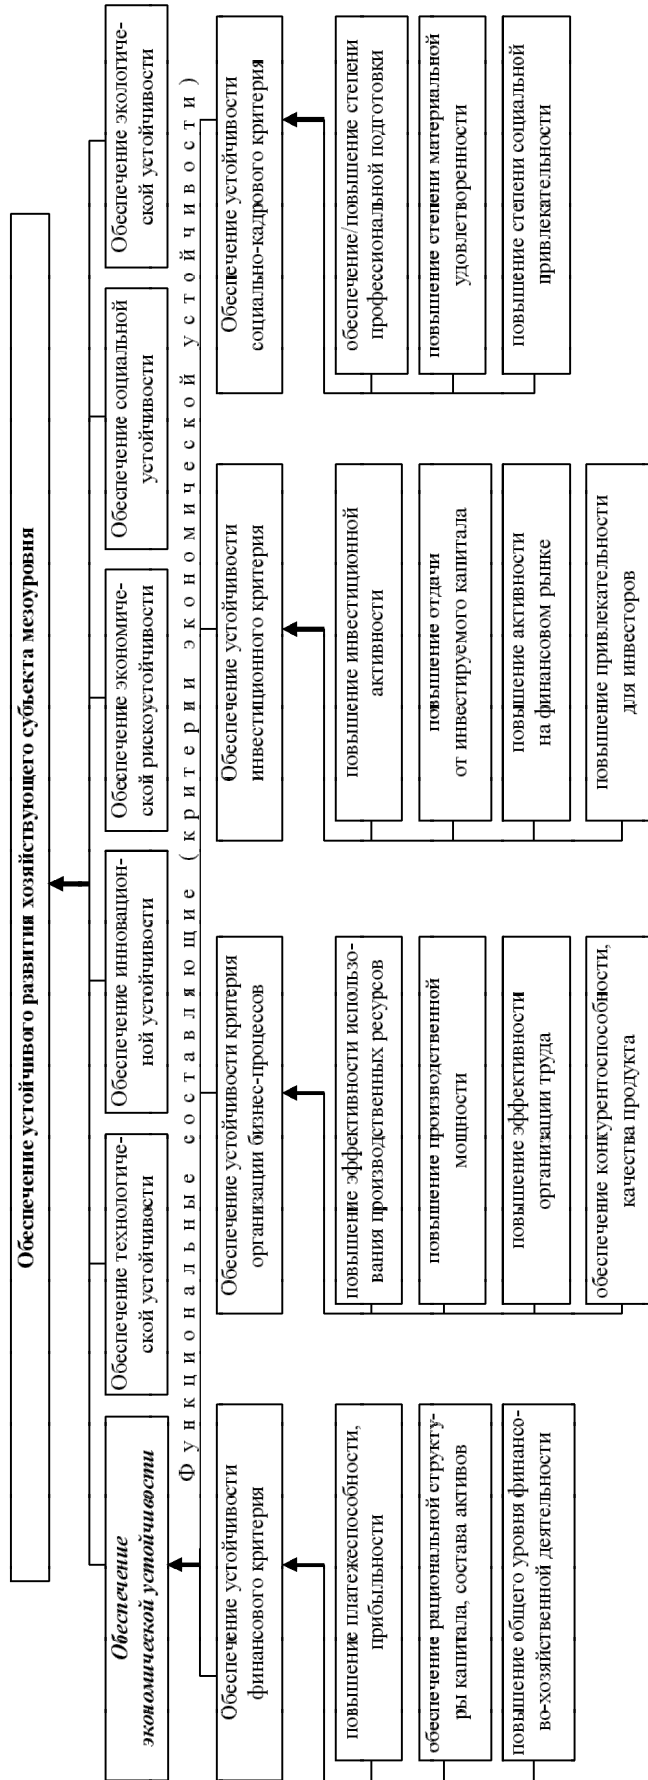 Обеспечение устойчивого развития хозяйствующего субъекта мезоуровня
Обеспечение
экономической устойчивости
Обеспечение технологиче-
ской устойчивости
Обеспечение инновацион-
ной устойчивости
Обеспечение экономиче-
ской рискоустойчивости
Обеспечение социальной
устойчивости
Обеспечение экологиче-
ской устойчивости
Функциональные составляющие (критерии экономической устойчивости)
Обеспечение устойчивости
финансового критерия
Обеспечение устойчивости критерия
организации бизнес-процессов
Обеспечение устойчивости
инвестиционного критерия
Обеспечение устойчивости
социально-кадрового критерия
повышение платежеспособности,
прибыльности
обеспечение рациональной структу-
ры капитала, состава активов
повышение общего уровня финансо-
во-хозяйственной деятельности
повышение эффективности использо-
вания производственных ресурсов
повышение производственной
мощности
повышение эффективности
организации труда
обеспечение конкурентоспособности,
качества продукта
повышение инвестиционной
активности
повышение отдачи
от инвестируемого капитала
повышение активности
на финансовом рынке
повышение привлекательности
для инвесторов
обеспечение/повышение степени
профессиональной подготовки
повышение степени материальной
удовлетворенности
повышение степени социальной
привлекательности